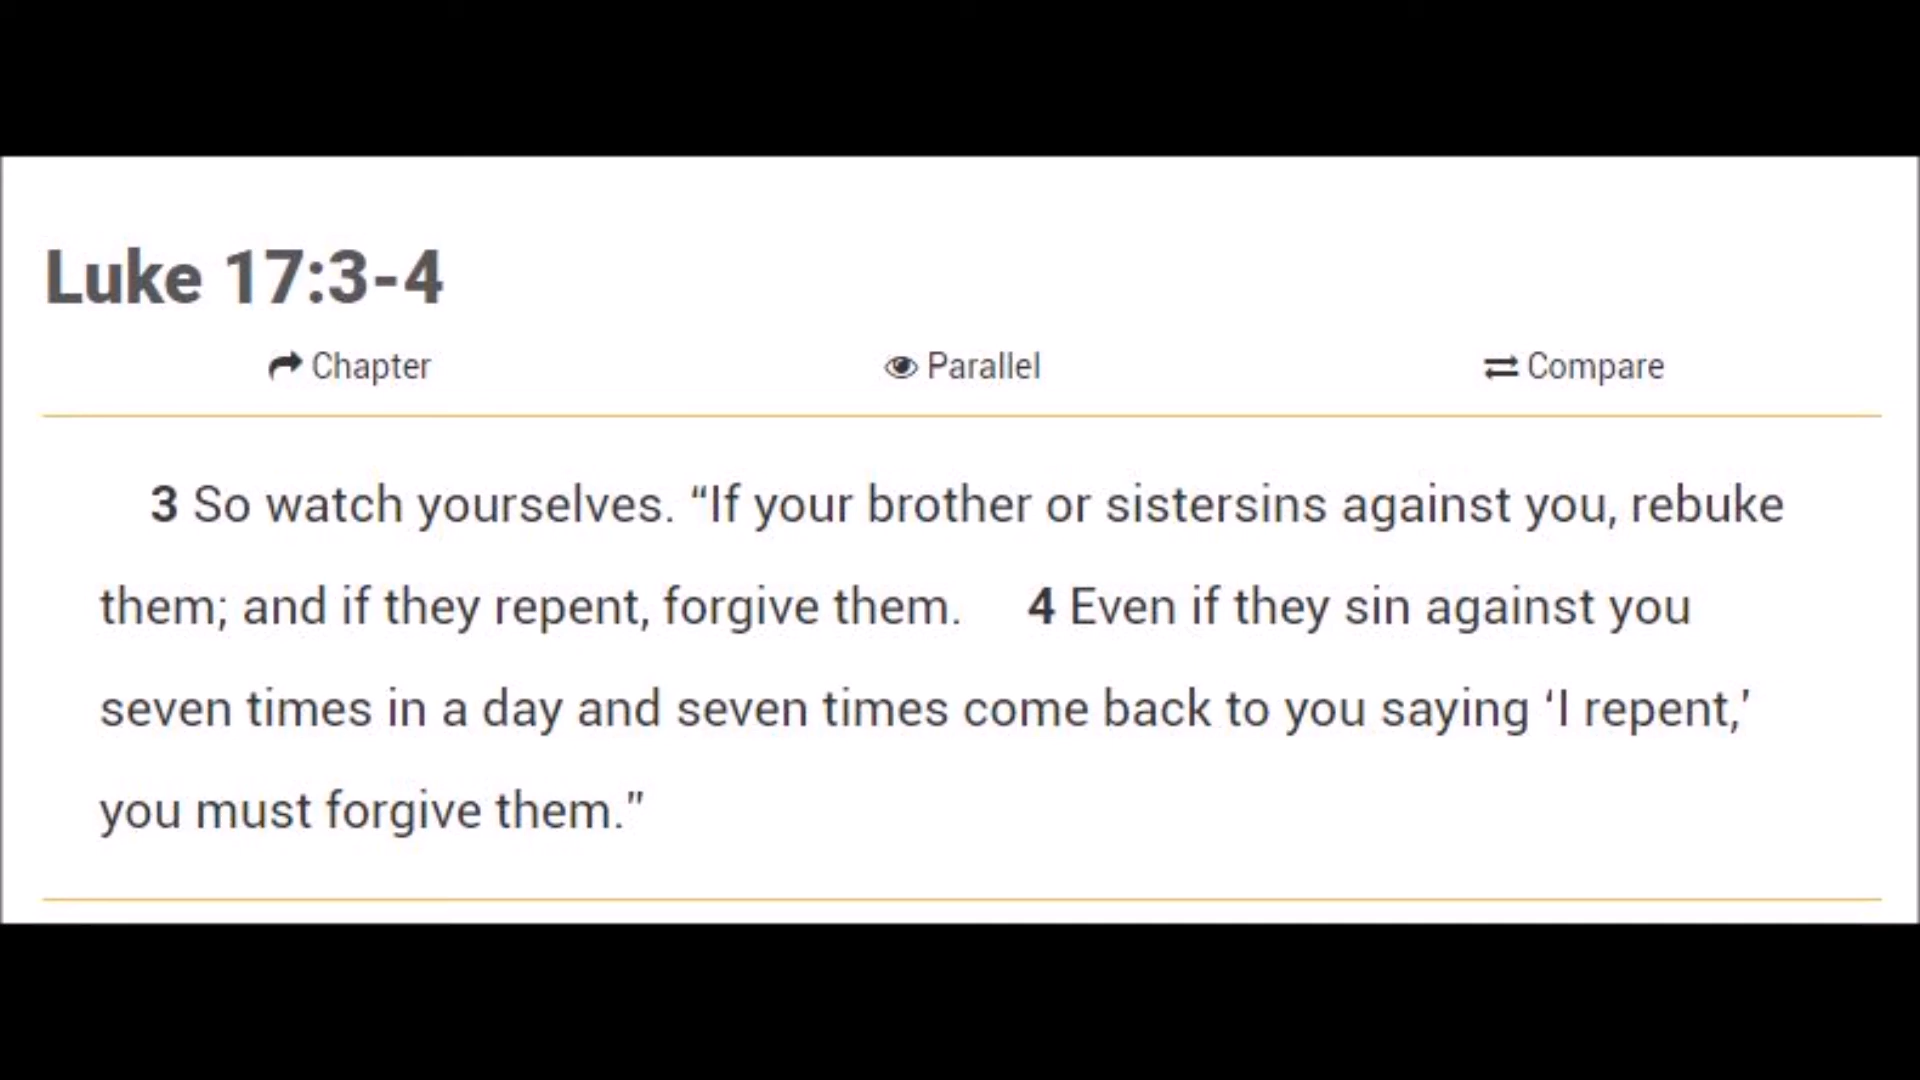 Luke 17:3-4
Chapter Parallel Compare
3 So watch yourselves. “If your brother or sistersins against you, rebuke
them; and if they repent, forgive them. 4 Even if they sin against you
seven times in a day and seven times come back to you saying ‘I repent,’
you must forgive them.”